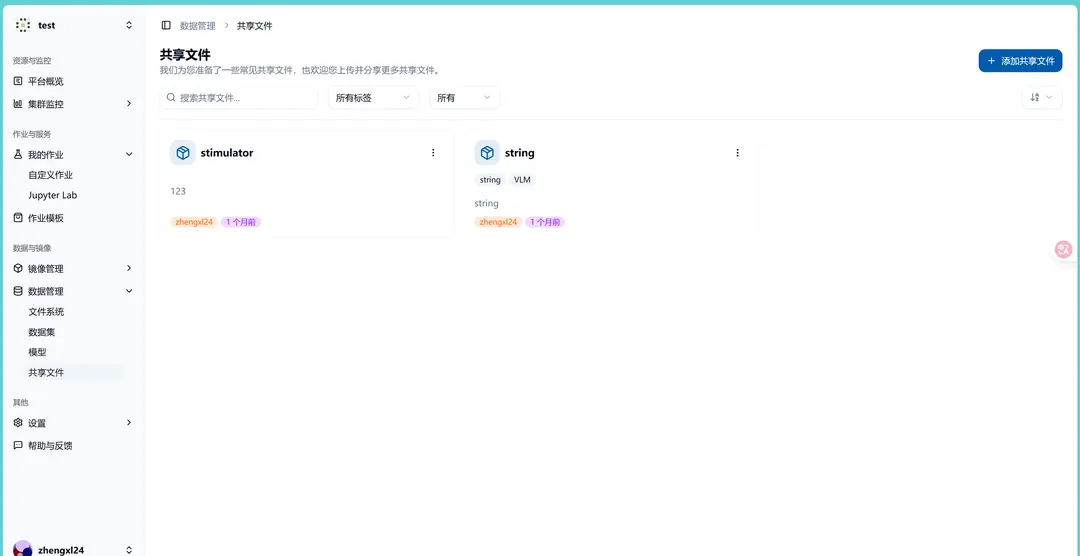 test
资源与监控
平台概览
集群监控
作业与服务
我的作业
自定义作业
Jupyter Lab
作业模板
数据与镜像
镜像管理
数据管理
文件系统
数据集
模型
共享文件
其他
设置
帮助与反馈
zhengxl24
数据管理 > 共享文件
共享文件
我们为您准备了一些常见共享文件，也欢迎您上传并分享更多共享文件。
+ 添加共享文件
搜索共享文件...
所有标签
所有
stimulator
123
zhengxl24 1 个月前
string
string VLM
string
zhengxl24 1 个月前